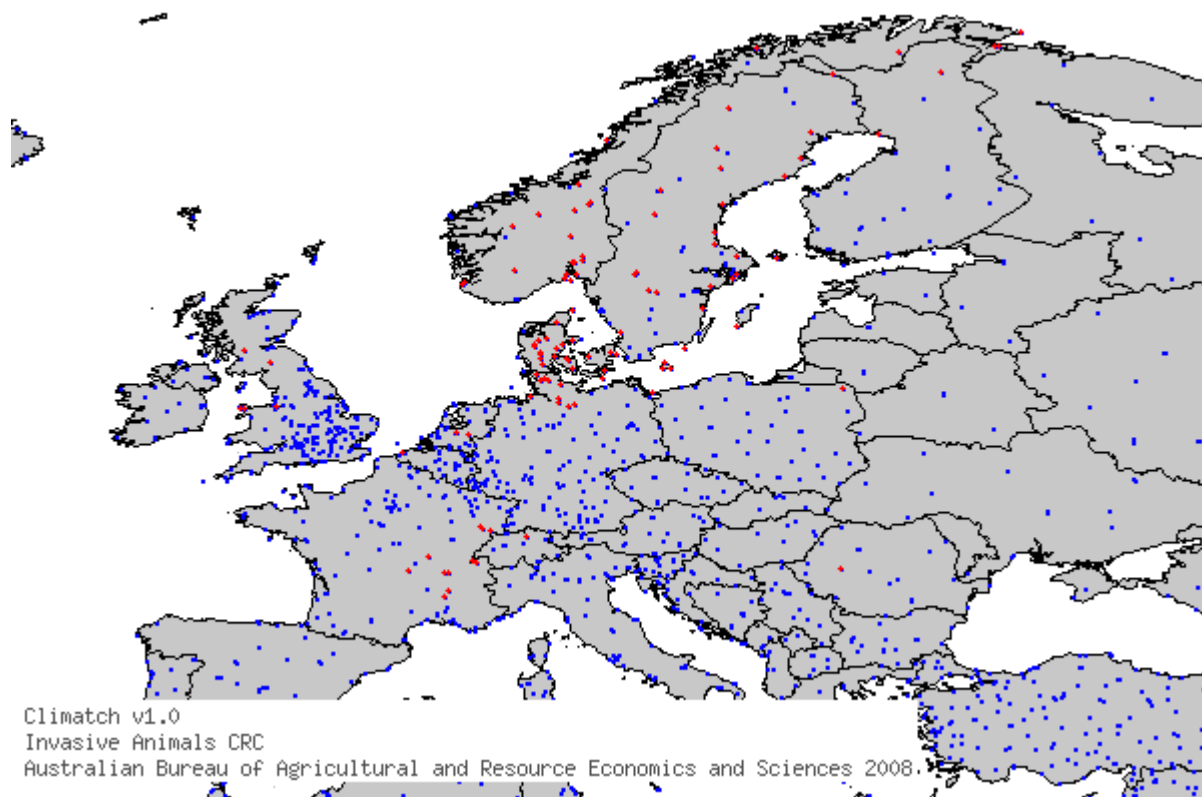 Climatch v1.0
Invasive Animals CRC
Australian Bureau of Agricultural and Resource Economics and Sciences 2008.